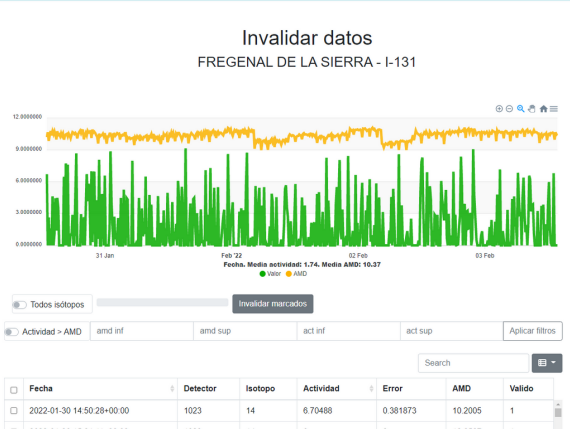 Invalidar datos
FREGENAL DE LA SIERRA - I-131
12.0000000
9.0000000
6.0000000
3.0000000
0.0000000
31 Jan
Feb '22
02 Feb
03 Feb
Fecha. Media actividad: 1.74. Media AMD: 10.37
Valor AMD
Todos isótopos
Invalidar marcados
Actividad > AMD
amd inf
amd sup
act inf
act sup
Aplicar filtros
Search
Fecha Detector Isotopo Actividad Error AMD Valido
2022-01-30 14:50:28+00:00 1023 14 6.70488 0.381873 10.2005 1